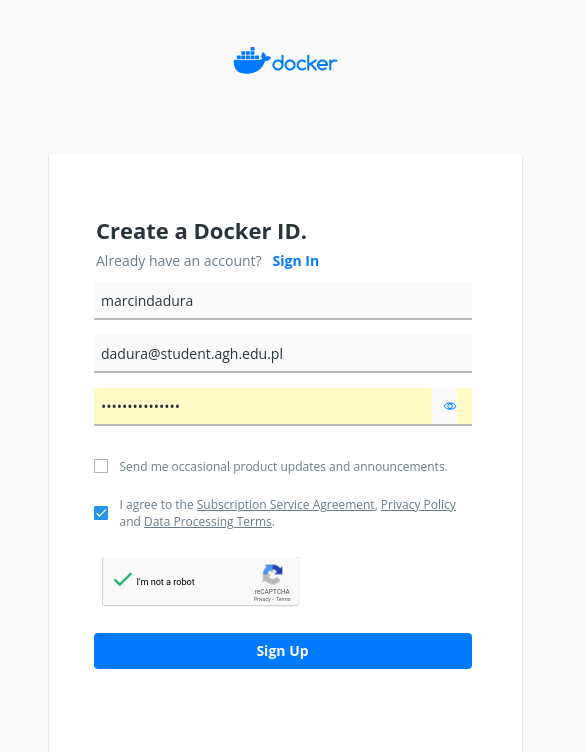 docker
Create a Docker ID.
Already have an account? Sign In
marcindadura
dadura@student.agh.edu.pl
•••••••••••••••
Send me occasional product updates and announcements.
I agree to the Subscription Service Agreement, Privacy Policy
and Data Processing Terms.
I'm not a robot
reCAPTCHA
Privacy - Terms
Sign Up